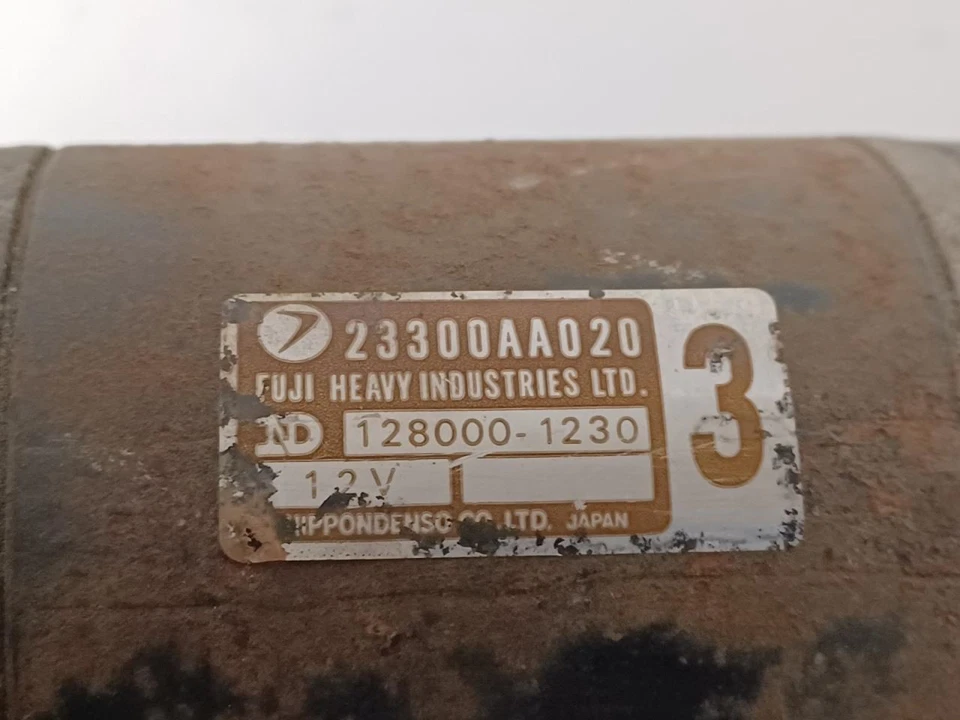 23300AA020
FUJI HEAVY INDUSTRIES LTD.
3
ND 128000-1230
12V
NIPPONDENSO CO.,LTD. JAPAN